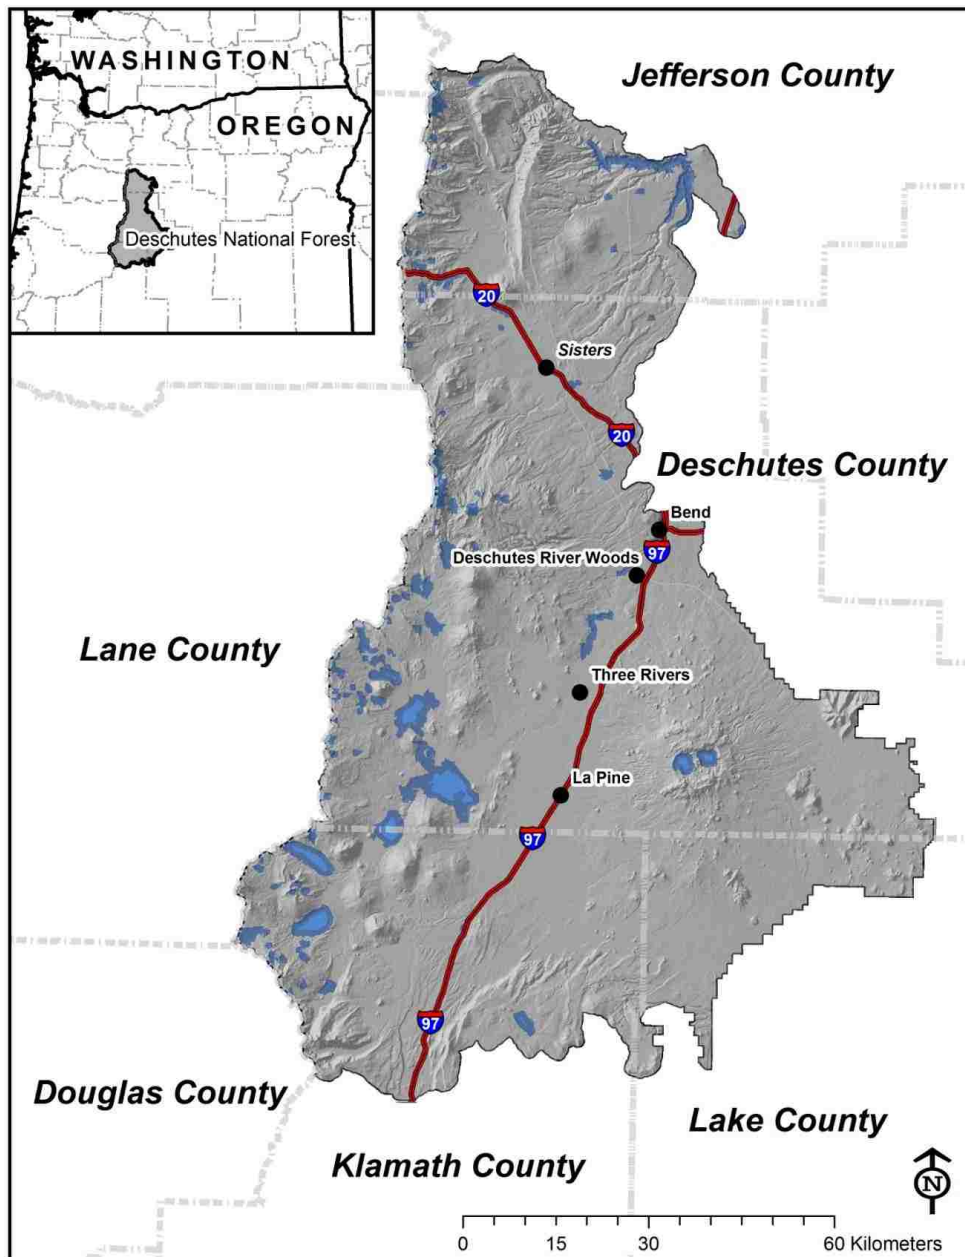 WASHINGTON
OREGON
Deschutes National Forest
Jefferson County
20
Sisters
20
Deschutes County
Bend
97
Deschutes River Woods
Lane County
Three Rivers
La Pine
97
97
Douglas County
Lake County
Klamath County
N
0 15 30 60 Kilometers